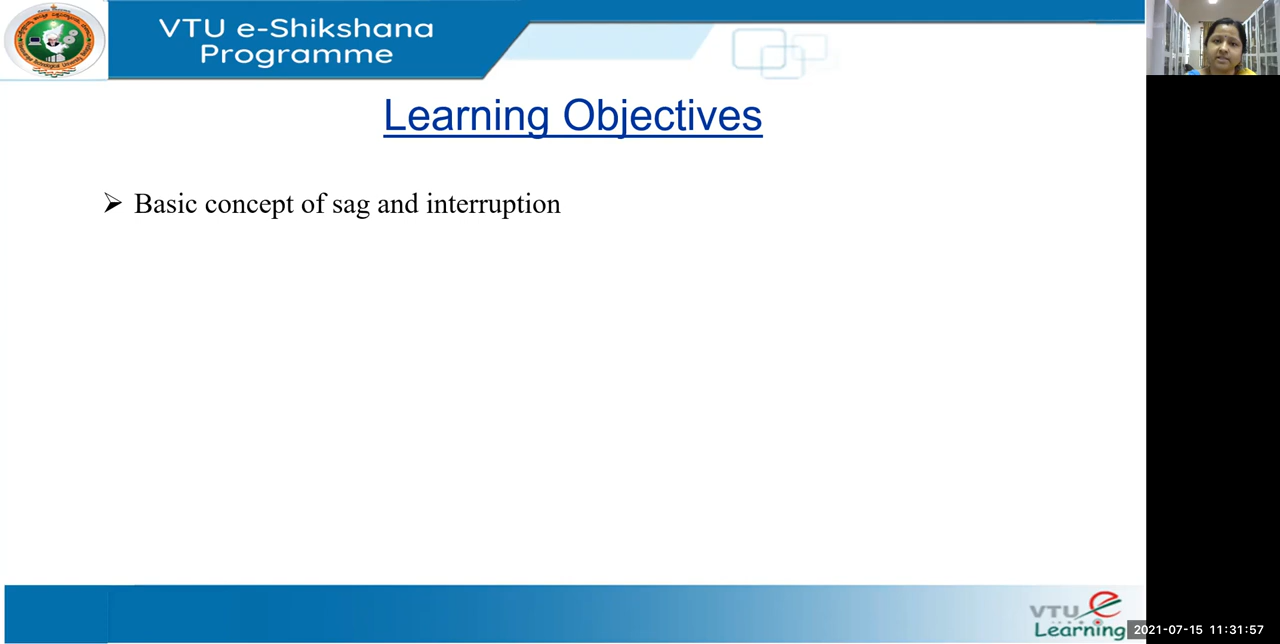 VTU e-Shikshana
Programme
Learning Objectives
➢ Basic concept of sag and interruption
VTU e
Learning
2021-07-15 11:31:57